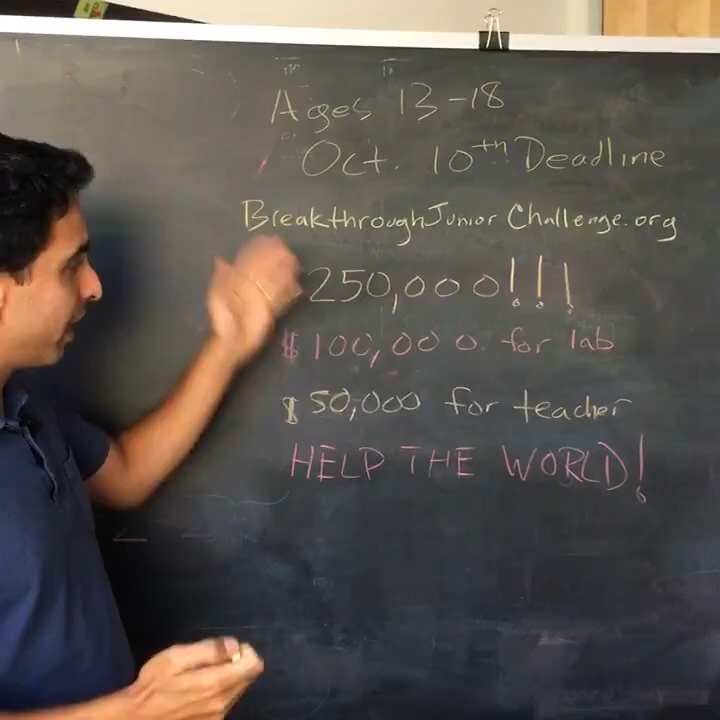 Ages 13-18
Oct. 10th Deadline
BreakthroughJuniorChallenge.org
250,000!!!
$100,000 for lab
$50,000 for teacher
HELP THE WORLD!